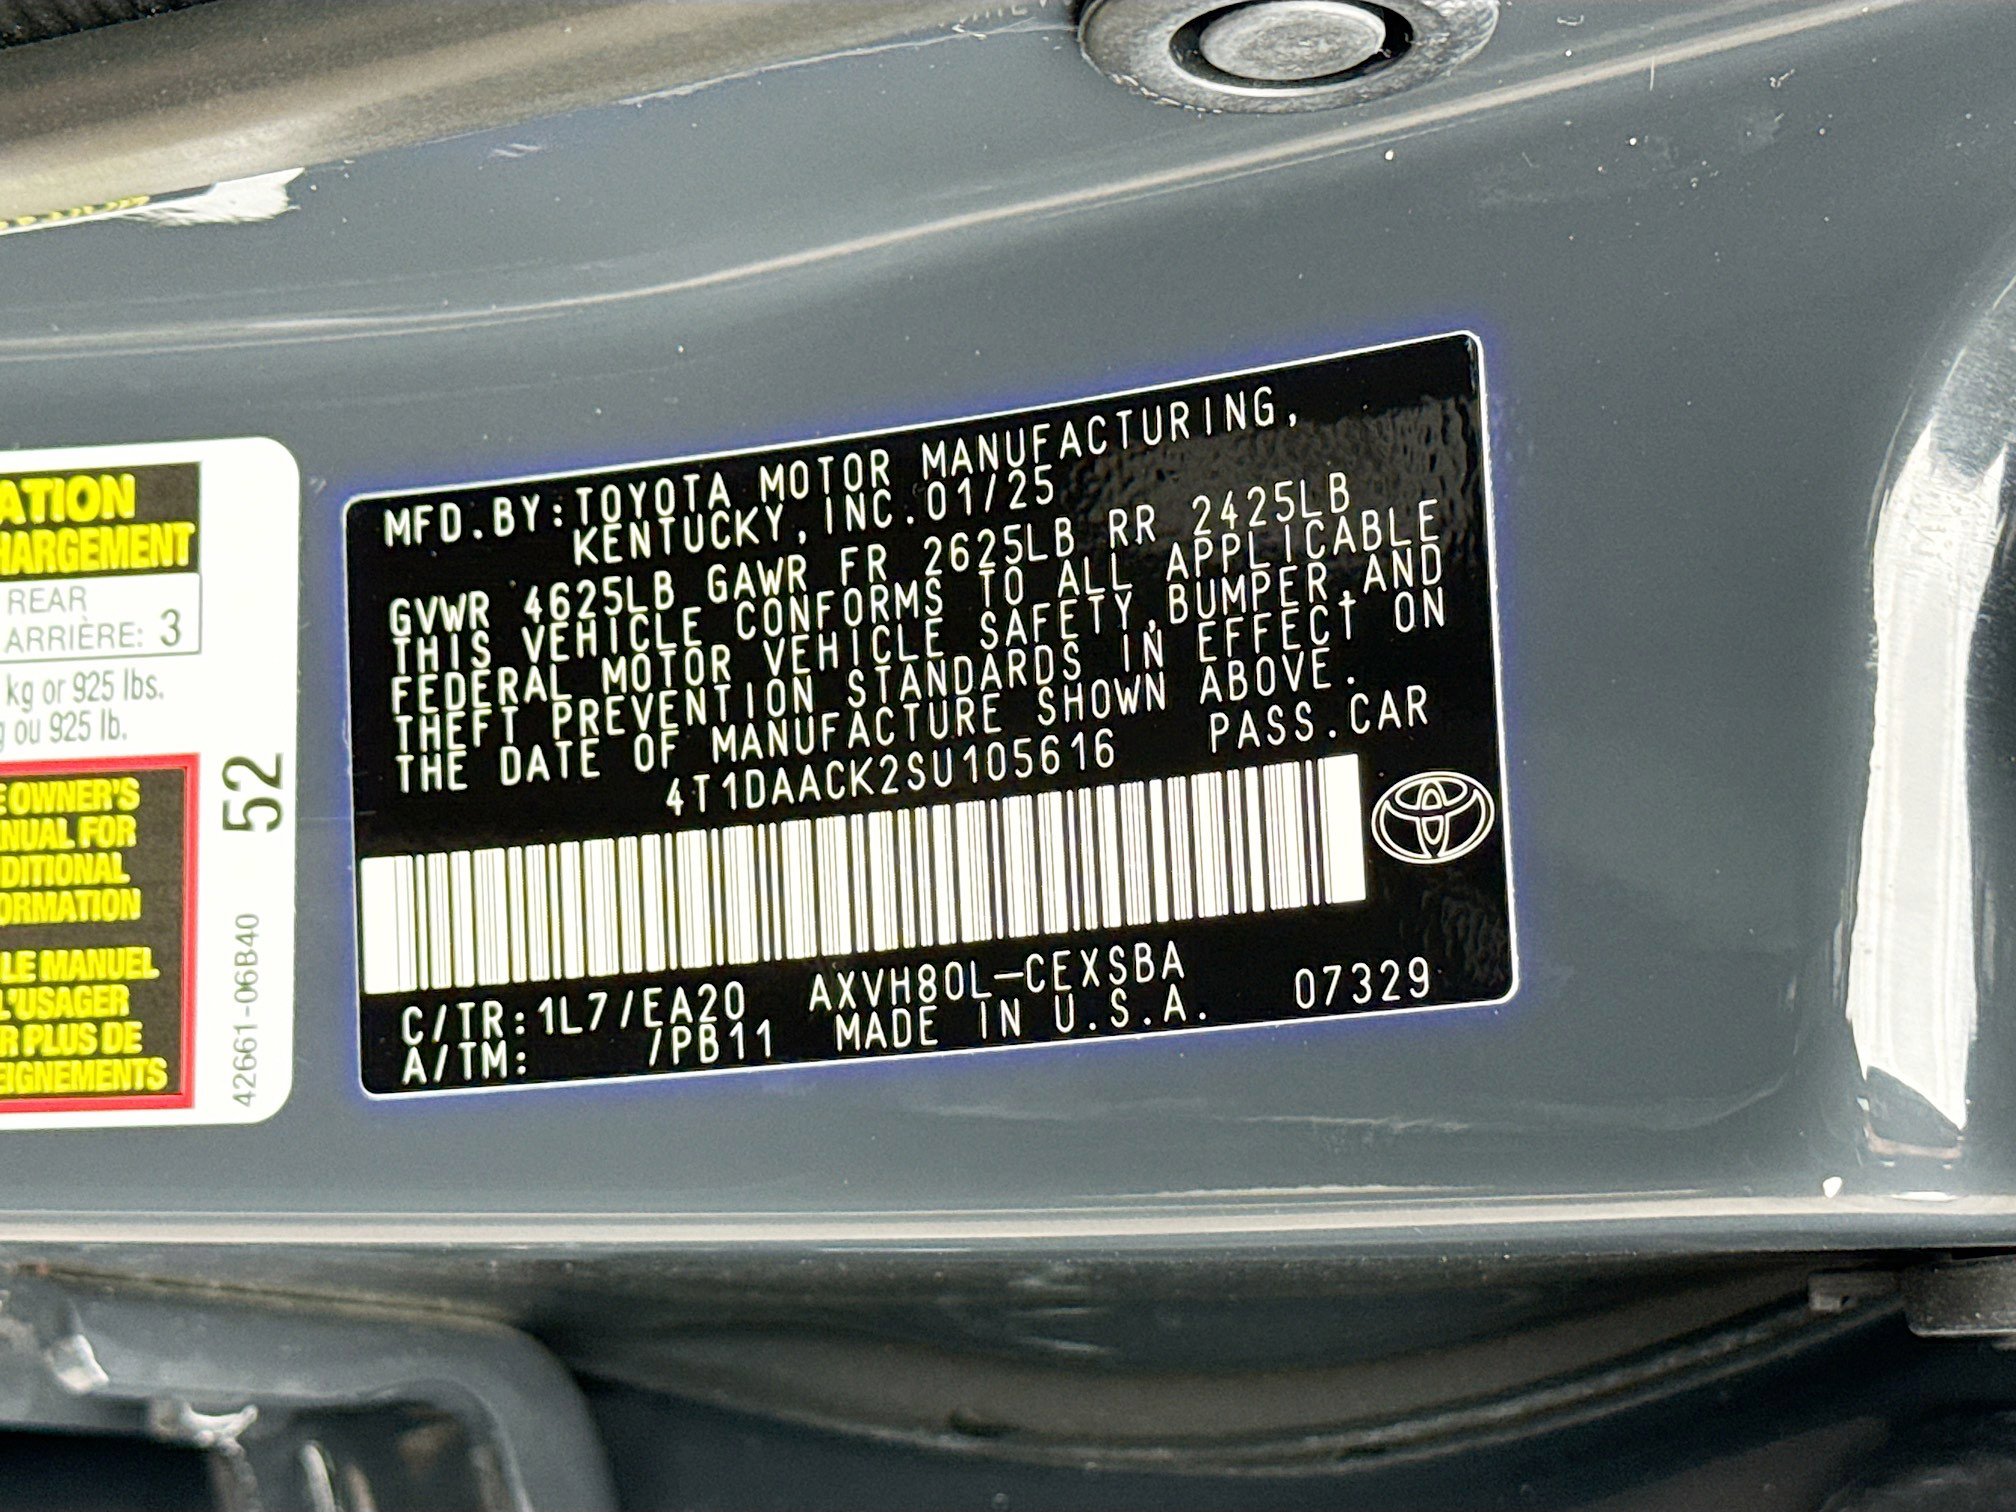 ATION
HARGEMENT
REAR
ARRIÈRE: 3
kg or 925 lbs.
ou 925 lb.
OWNER'S
NUAL FOR
DITIONAL
ORMATION
LE MANUEL
L'USAGER
R PLUS DE
EIGNEMENTS
52
42661-06B40
MFD.BY:TOYOTA MOTOR MANUFACTURING,
KENTUCKY, INC.01/25
GVWR 4625LB GAWR FR 2625LB RR 2425LB
THIS VEHICLE CONFORMS TO ALL APPLICABLE
FEDERAL MOTOR VEHICLE SAFETY,BUMPER,AND
THEFT PREVENTION STANDARDS IN EFFECT ON
THE DATE OF MANUFACTURE SHOWN ABOVE.
4T1DAACK2SU105616 PASS.CAR
C/TR:1L7/EA20 AXVH80L-CEXSBA
A/TM: /PB11 MADE IN U.S.A. 07329